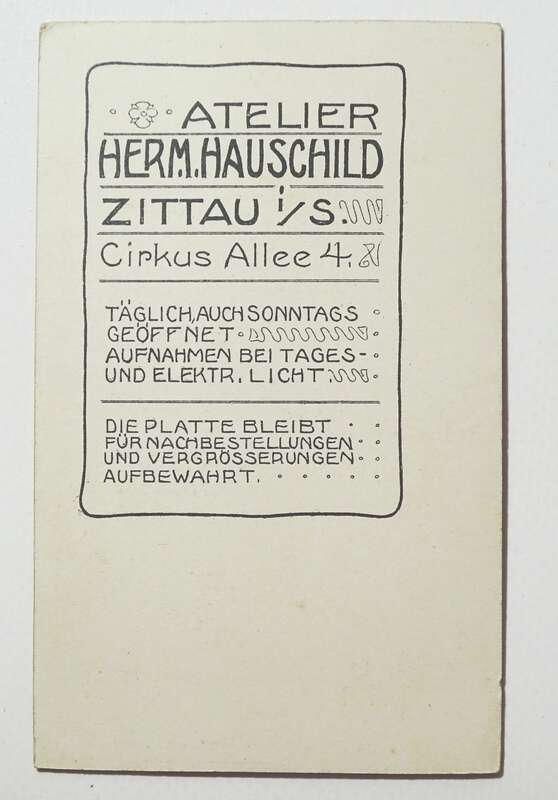 ATELIER
HERM. HAUSCHILD
ZITTAU i/S.
Cirkus Allee 4.
TÄGLICH, AUCH SONNTAGS
GEÖFFNET
AUFNAHMEN BEI TAGES-
UND ELEKTR. LICHT.
DIE PLATTE BLEIBT
FÜR NACHBESTELLUNGEN
UND VERGRÖSSERUNGEN
AUFBEWAHRT.